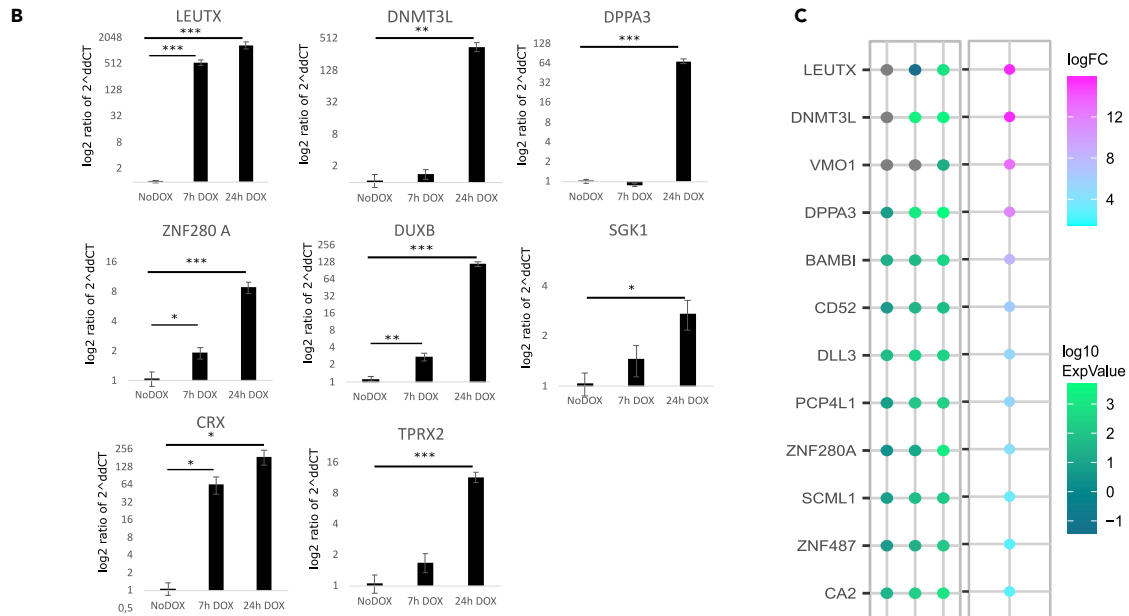 B
LEUTX
log2 ratio of 2^ddCT
2048
512
128
32
8
2
***
***
NoDOX 7h DOX 24h DOX
DNMT3L
log2 ratio of 2^ddCT
512
128
32
8
2
**
NoDOX 7h DOX 24h DOX
DPPA3
log2 ratio of 2^ddCT
128
64
32
16
8
4
2
1
***
NoDOX 7h DOX 24h DOX
ZNF280 A
log2 ratio of 2^ddCT
16
8
4
2
1
***
*
NoDOX 7h DOX 24h DOX
DUXB
log2 ratio of 2^ddCT
256
128
64
32
16
8
4
2
1
***
**
NoDOX 7h DOX 24h DOX
SGK1
log2 ratio of 2^ddCT
4
2
1
*
NoDOX 7h DOX 24h DOX
CRX
log2 ratio of 2^ddCT
256
128
64
32
16
8
4
2
1
0,5
*
*
NoDOX 7h DOX 24h DOX
TPRX2
log2 ratio of 2^ddCT
16
8
4
2
1
***
NoDOX 7h DOX 24h DOX
C
LEUTX
DNMT3L
VMO1
DPPA3
BAMBI
CD52
DLL3
PCP4L1
ZNF280A
SCML1
ZNF487
CA2
logFC
12
8
4
log10
ExpValue
3
2
1
0
−1